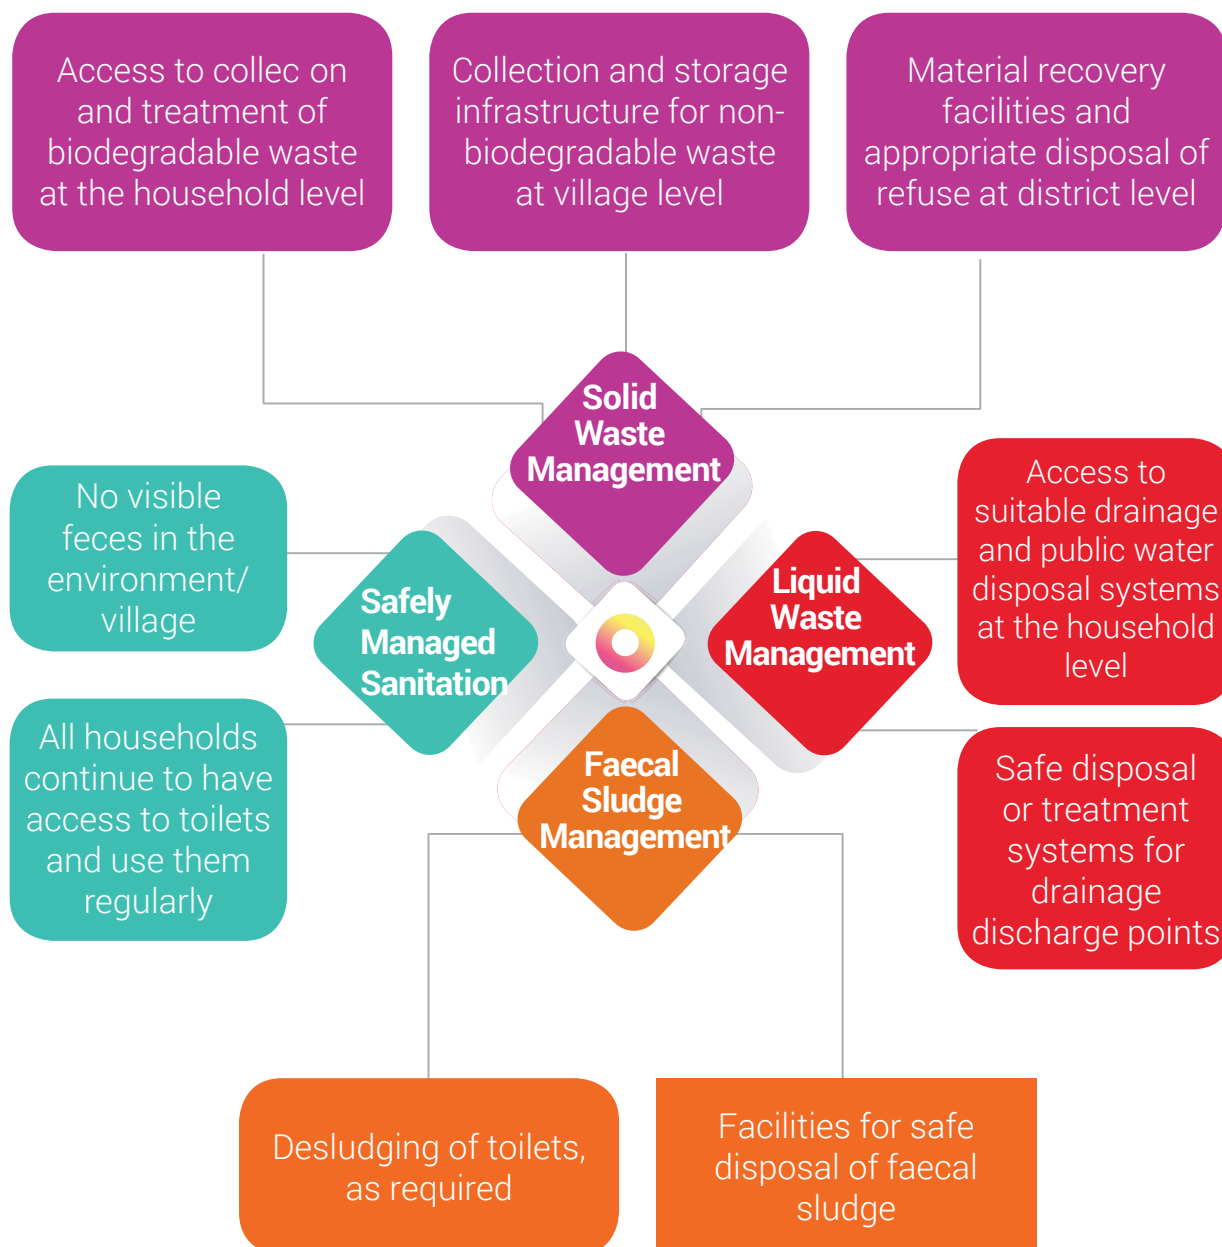 Access to collec on
and treatment of
biodegradable waste
at the household level
Collection and storage
infrastructure for non-
biodegradable waste
at village level
Material recovery
facilities and
appropriate disposal of
refuse at district level
Solid
Waste
Management
No visible
feces in the
environment/
village
Safely
Managed
Sanitation
Liquid
Waste
Management
Access to
suitable drainage
and public water
disposal systems
at the household
level
All households
continue to have
access to toilets
and use them
regularly
Faecal
Sludge
Management
Safe disposal
or treatment
systems for
drainage
discharge points
Desludging of toilets,
as required
Facilities for safe
disposal of faecal
sludge